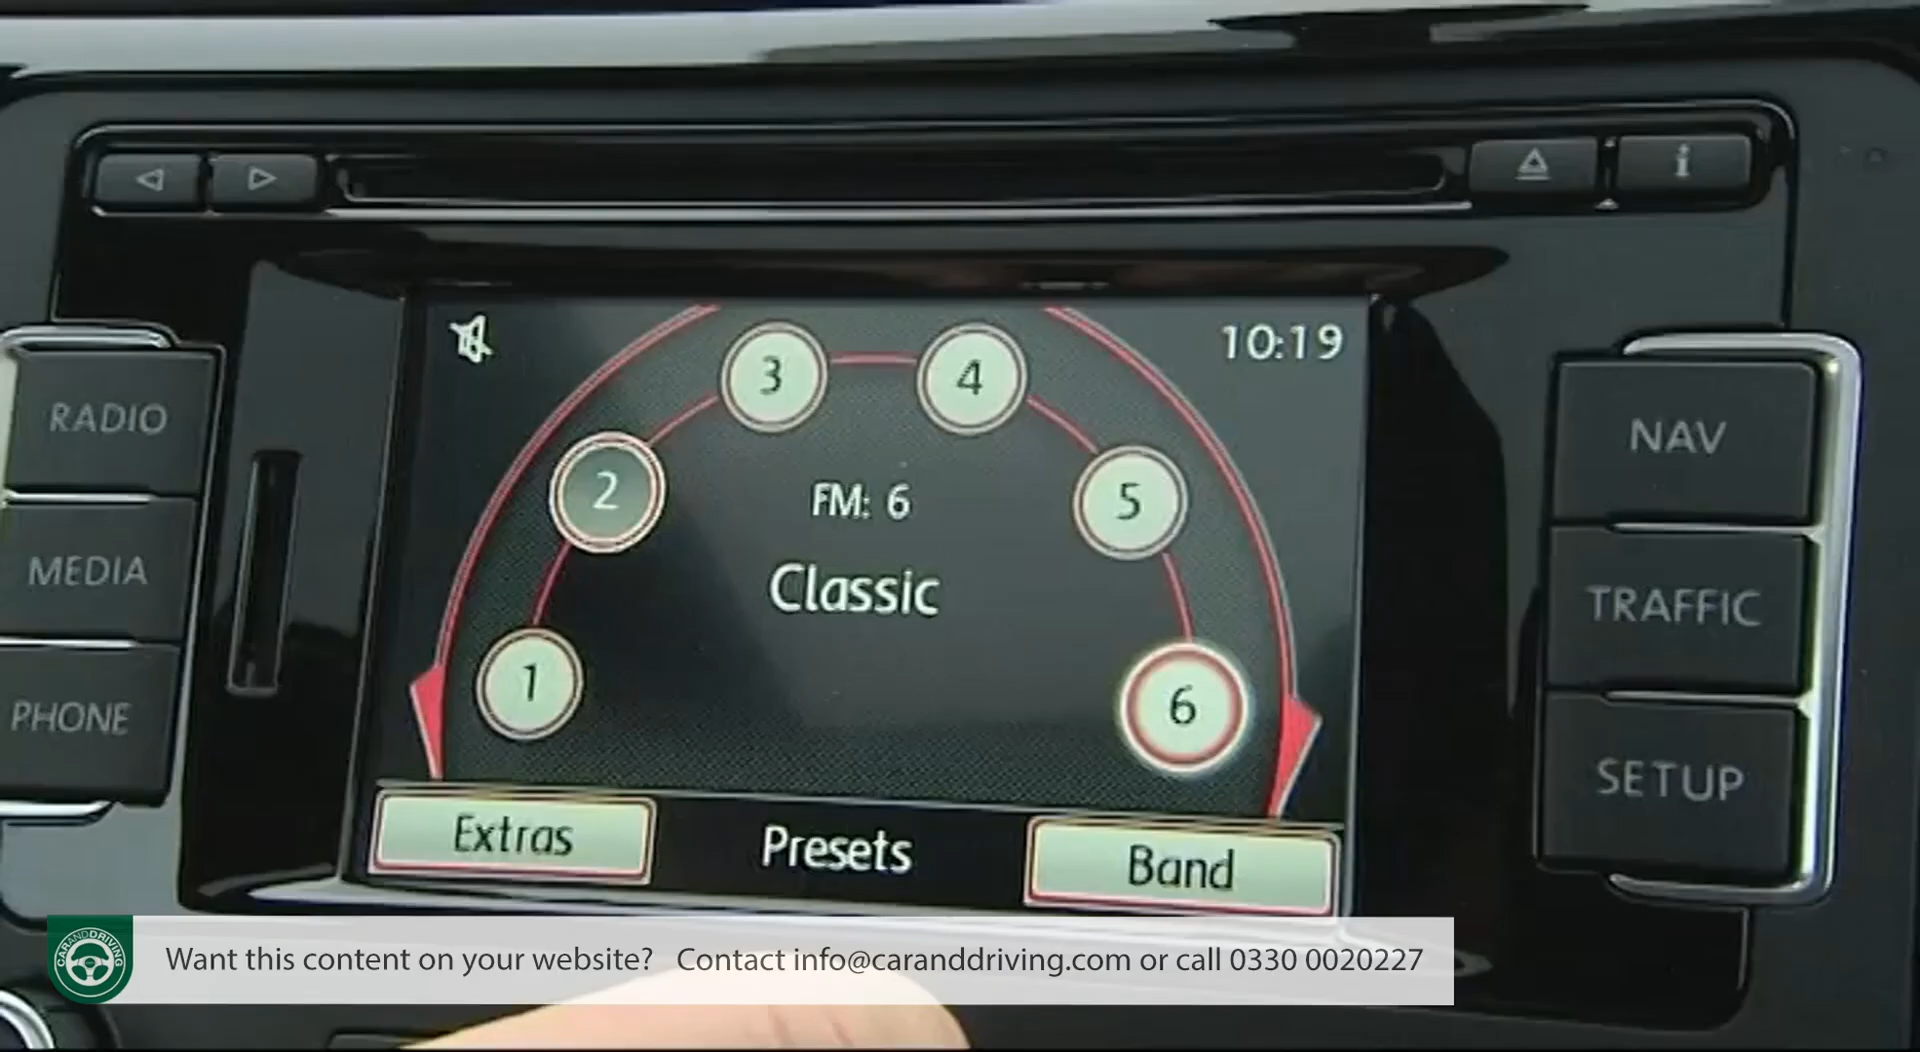 RADIO
MEDIA
PHONE
10:19
3
4
2
5
1
6
FM: 6
Classic
Extras
Presets
Band
NAV
TRAFFIC
SETUP
CARANDDRIVING
Want this content on your website? Contact info@caranddriving.com or call 0330 0020227